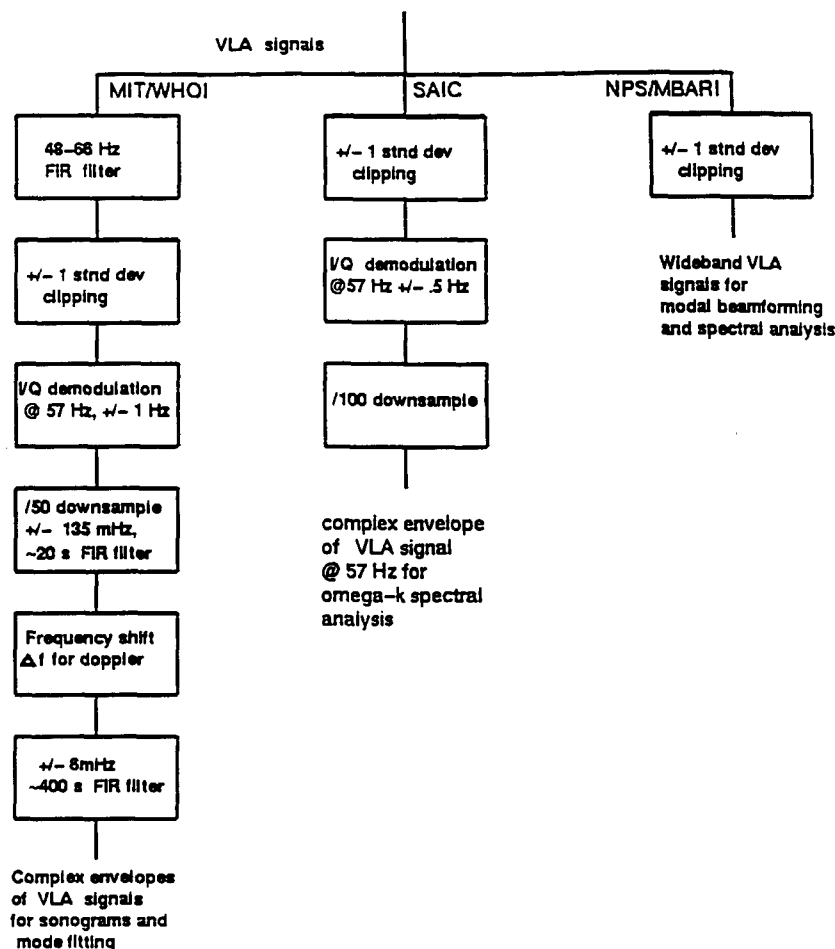 VLA signals
MIT/WHOI
48-66 Hz
FIR filter
+/- 1 stnd dev
clipping
I/Q demodulation
@ 57 Hz, +/- 1 Hz
/50 downsample
+/- 135 mHz,
~20 s FIR filter
Frequency shift
Δf for doppler
+/- 6mHz
~400 s FIR filter
Complex envelopes
of VLA signals
for sonograms and
mode fitting
SAIC
+/- 1 stnd dev
clipping
I/Q demodulation
@57 Hz +/- .5 Hz
/100 downsample
complex envelope
of VLA signal
@ 57 Hz for
omega-k spectral
analysis
NPS/MBARI
+/- 1 stnd dev
clipping
Wideband VLA
signals for
modal beamforming
and spectral analysis